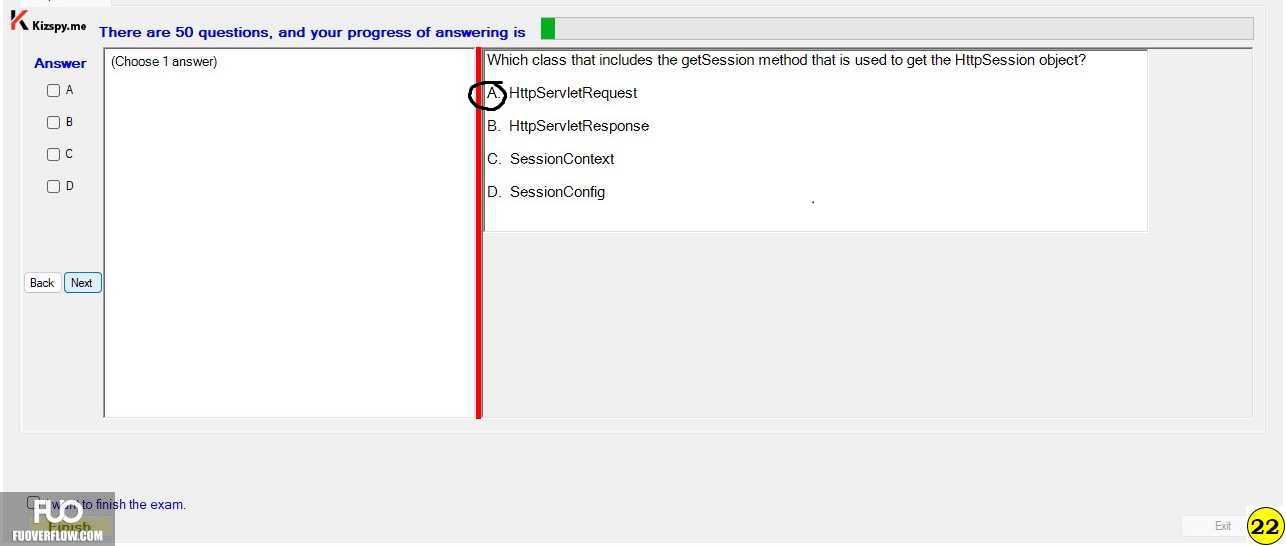 Kizspy.me
There are 50 questions, and your progress of answering is
Answer
A
B
C
D
Back Next
(Choose 1 answer)
Which class that includes the getSession method that is used to get the HttpSession object?
A. HttpServletRequest
B. HttpServletResponse
C. SessionContext
D. SessionConfig
I want to finish the exam.
Finish
FUO
FUOVERFLOW.COM
Exit
22